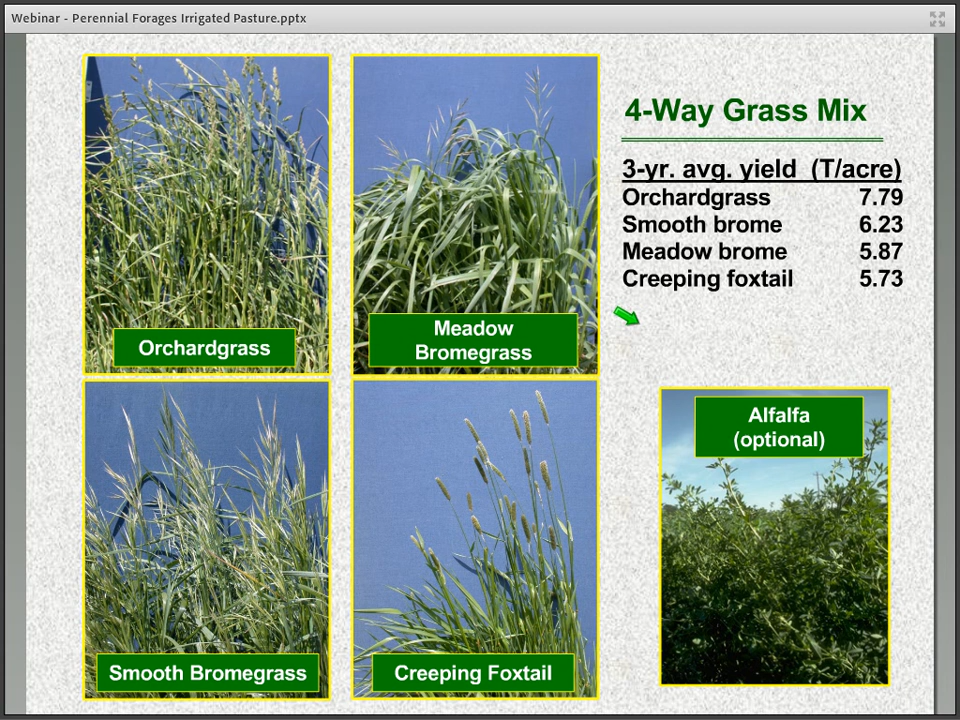 Webinar - Perennial Forages Irrigated Pasture.pptx
4-Way Grass Mix
3-yr. avg. yield (T/acre)
Orchardgrass 7.79
Smooth brome 6.23
Meadow brome 5.87
Creeping foxtail 5.73
Orchardgrass
Meadow
Bromegrass
Alfalfa
(optional)
Smooth Bromegrass
Creeping Foxtail